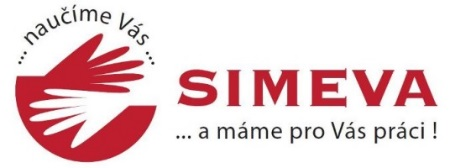 ... naučíme Vás ...
SIMEVA
... a máme pro Vás práci !